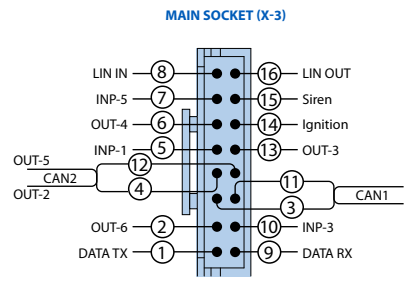 MAIN SOCKET (X-3)
LIN IN 8 16 LIN OUT
INP-5 7 15 Siren
OUT-4 6 14 Ignition
INP-1 5 13 OUT-3
OUT-5 12
CAN2 11
OUT-2 4 CAN1
3
OUT-6 2 10 INP-3
DATA TX 1 9 DATA RX